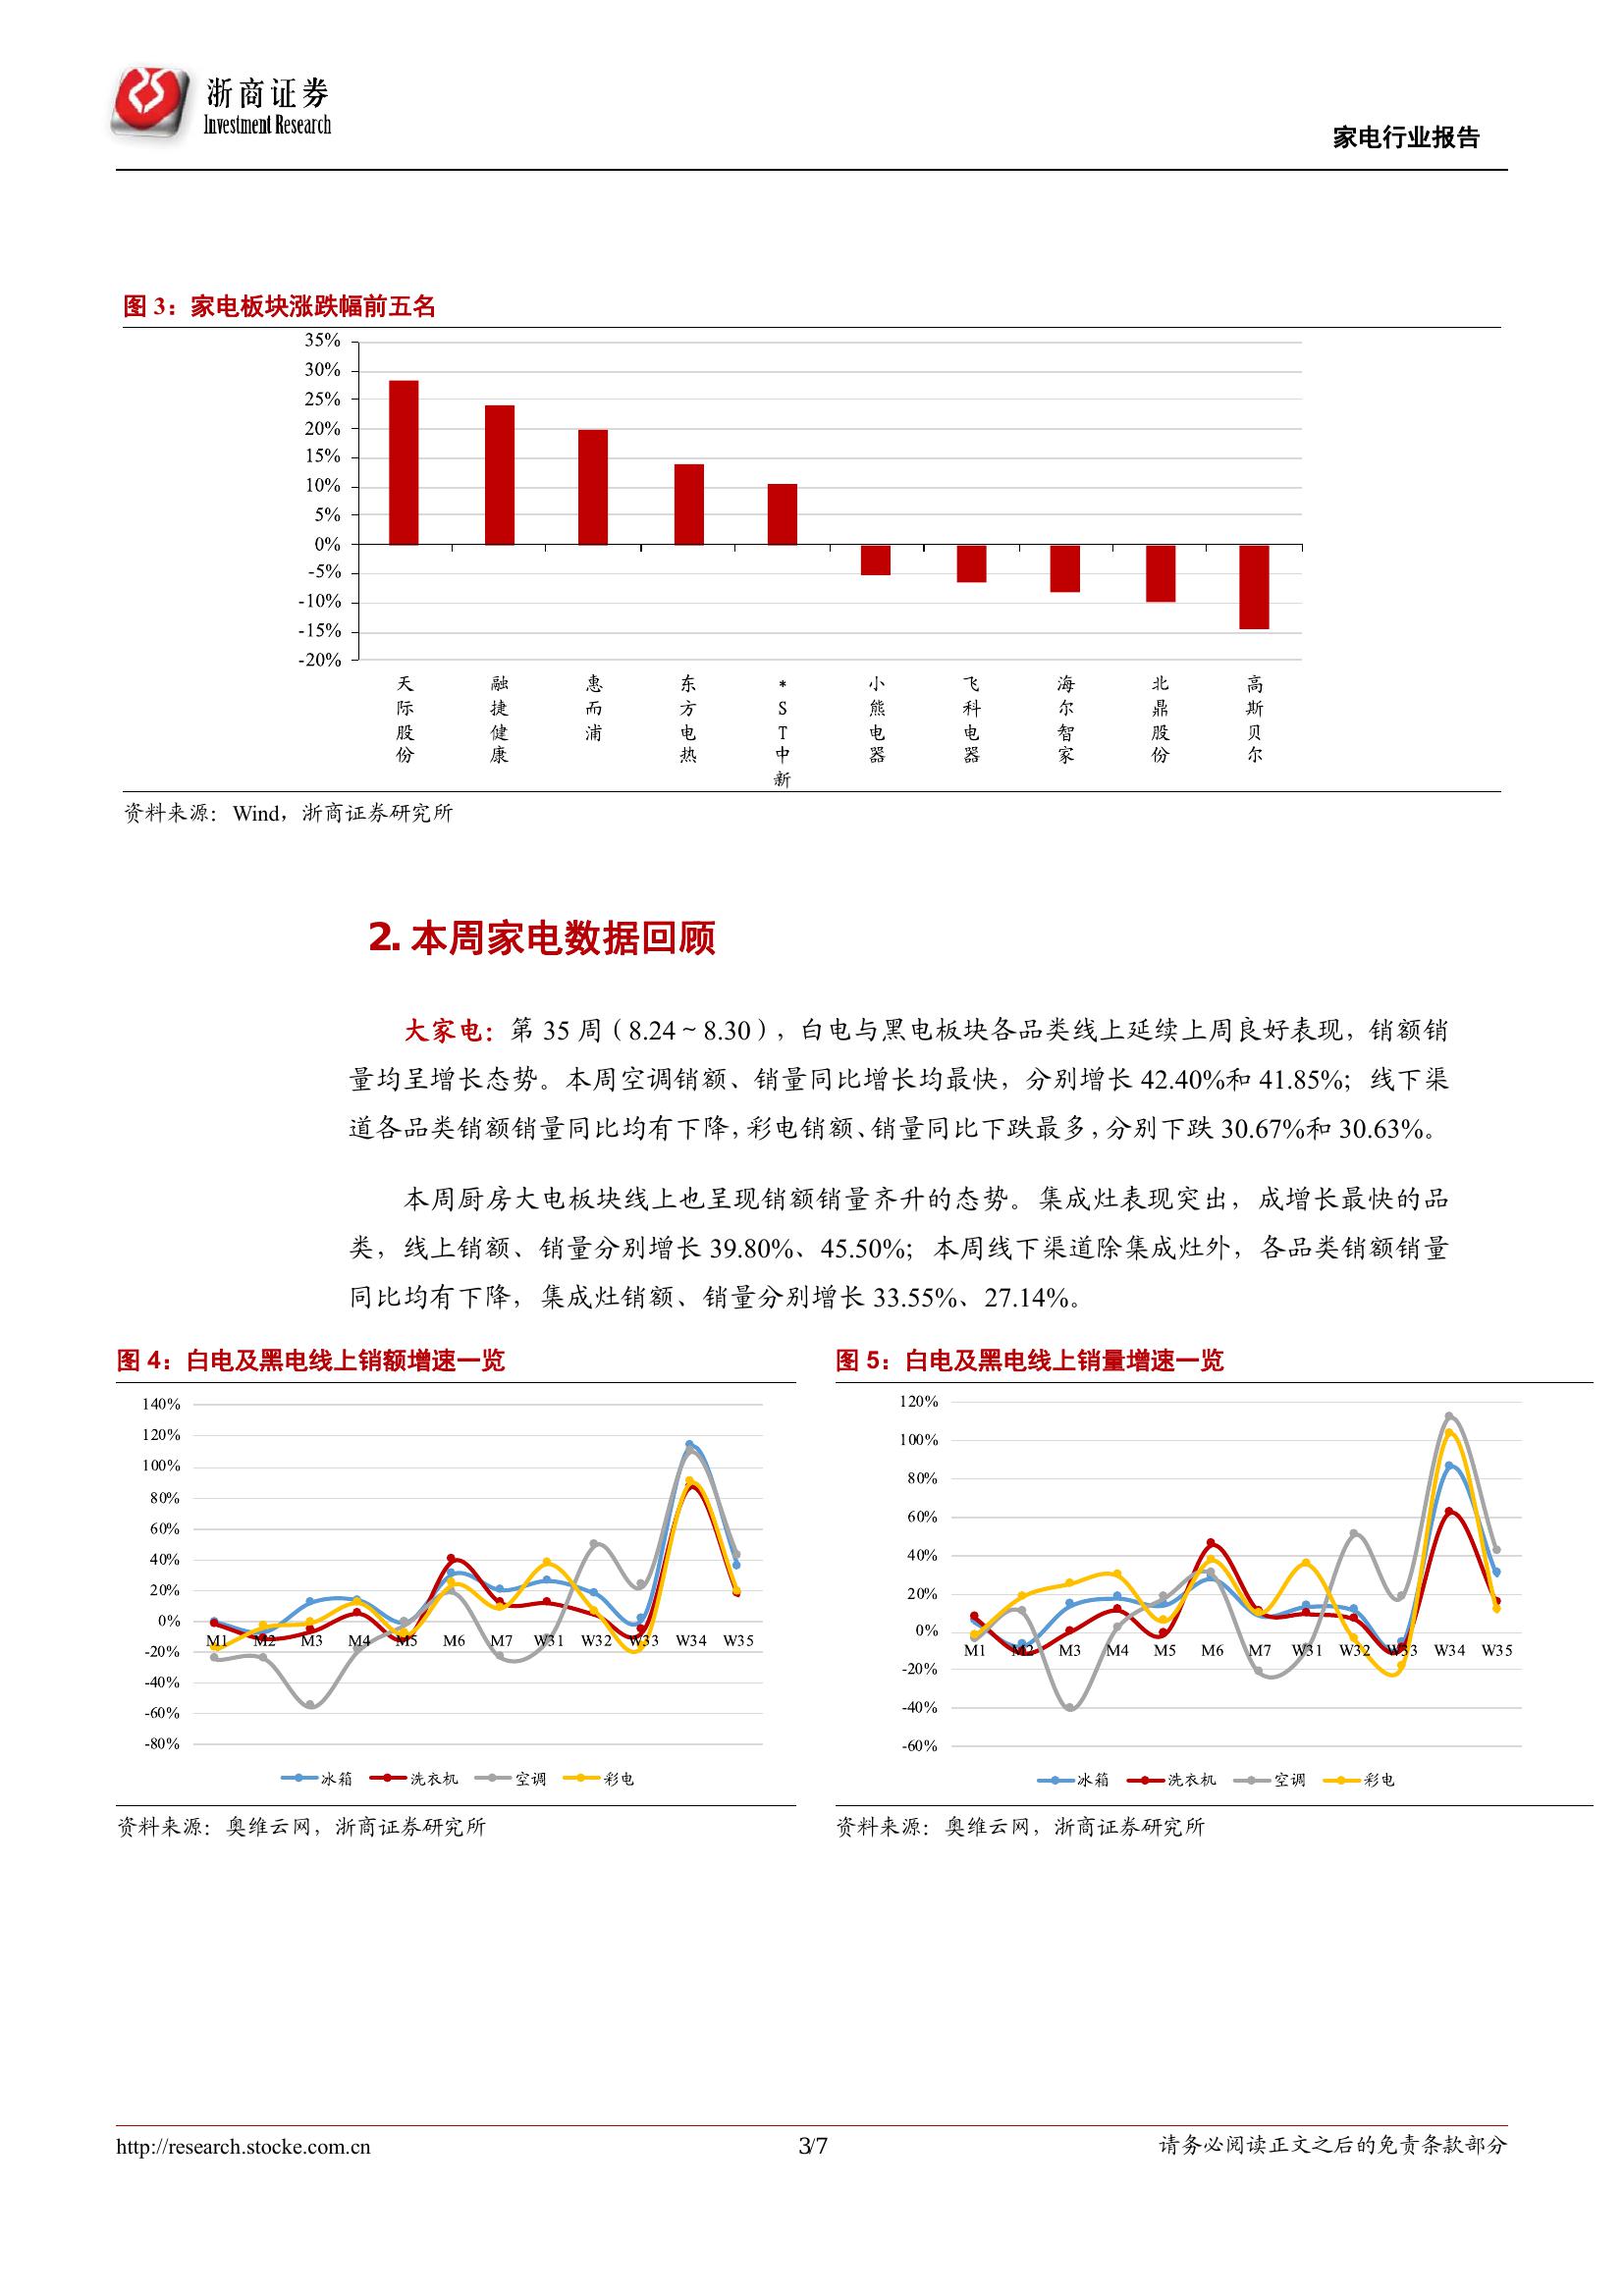 浙商证券
Investment Research
家电行业报告
图 3：家电板块涨跌幅前五名
35%
30%
25%
20%
15%
10%
5%
0%
-5%
-10%
-15%
-20%
天际股份
融捷健康
惠而浦
东方电热
*ST中新
小熊电器
飞科电器
海尔智家
北鼎股份
高斯贝尔
资料来源：Wind，浙商证券研究所
2. 本周家电数据回顾
大家电：第 35 周（8.24～8.30），白电与黑电板块各品类线上延续上周良好表现，销额销
量均呈增长态势。本周空调销额、销量同比增长均最快，分别增长 42.40%和 41.85%；线下渠
道各品类销额销量同比均有下降，彩电销额、销量同比下跌最多，分别下跌 30.67%和 30.63%。
本周厨房大电板块线上也呈现销额销量齐升的态势。集成灶表现突出，成增长最快的品
类，线上销额、销量分别增长 39.80%、45.50%；本周线下渠道除集成灶外，各品类销额销量
同比均有下降，集成灶销额、销量分别增长 33.55%、27.14%。
图 4：白电及黑电线上销额增速一览
140%
120%
100%
80%
60%
40%
20%
0%
-20%
-40%
-60%
-80%
M1 M2 M3 M4 M5 M6 M7 W31 W32 W33 W34 W35
冰箱 洗衣机 空调 彩电
资料来源：奥维云网，浙商证券研究所
图 5：白电及黑电线上销量增速一览
120%
100%
80%
60%
40%
20%
0%
-20%
-40%
-60%
M1 M2 M3 M4 M5 M6 M7 W31 W32 W33 W34 W35
冰箱 洗衣机 空调 彩电
资料来源：奥维云网，浙商证券研究所
http://research.stocke.com.cn
3/7
请务必阅读正文之后的免责条款部分